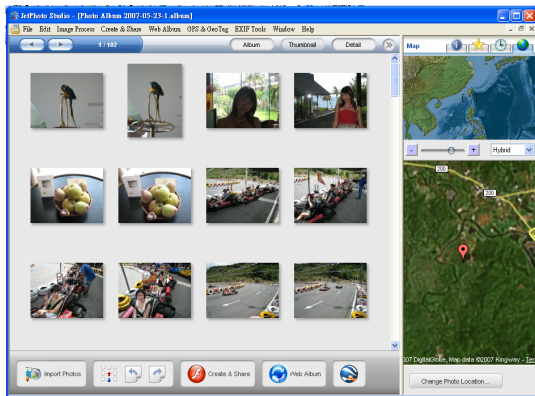 JetPhoto Studio - [Photo Album 2007-05-23-1.album]
File Edit Image Process Create & Share Web Album GPS & GeoTag EXIF Tools Window Help
1 / 102
Album Thumbnail Detail
Map
Hybrid
200
200
007 DigitalGlobe, Map data ©2007 Kingway - Ter
Import Photos
Create & Share
Web Album
Change Photo Location...